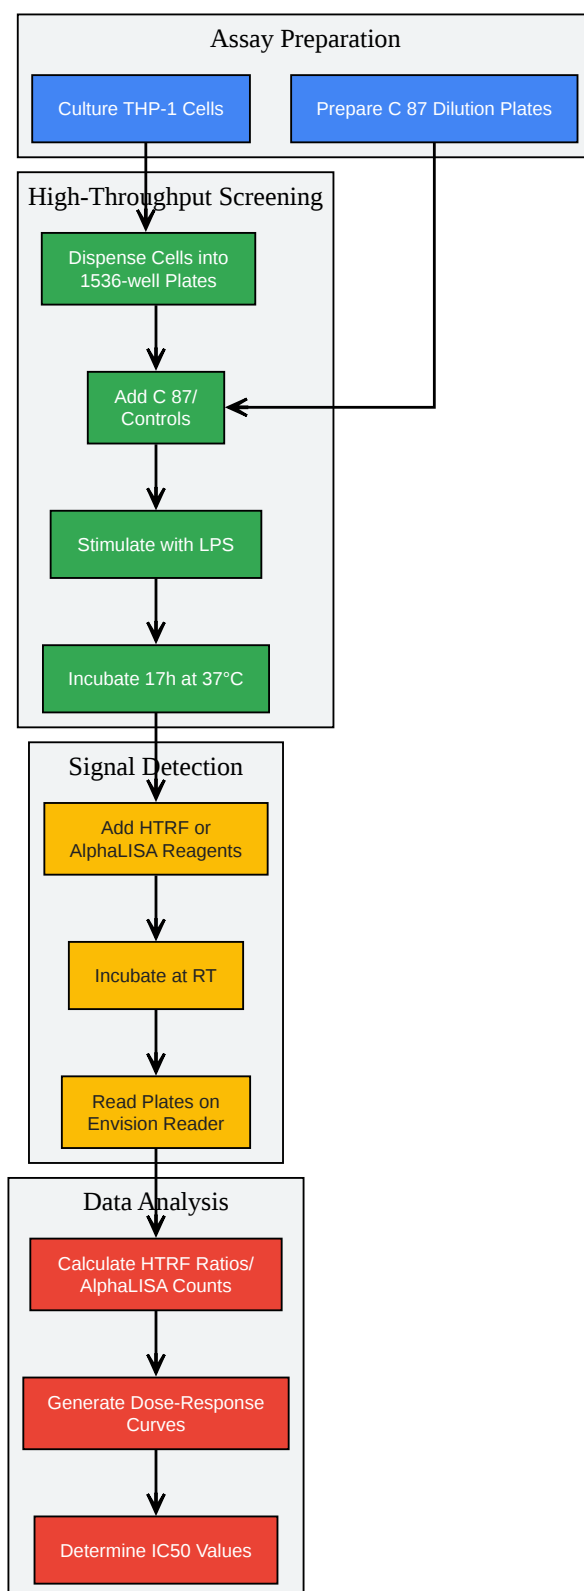 Assay Preparation
Culture THP-1 Cells
Prepare C 87 Dilution Plates
High-Throughput Screening
Dispense Cells into
1536-well Plates
Add C 87/
Controls
Stimulate with LPS
Incubate 17h at 37°C
Signal Detection
Add HTRF or
AlphaLISA Reagents
Incubate at RT
Read Plates on
Envision Reader
Data Analysis
Calculate HTRF Ratios/
AlphaLISA Counts
Generate Dose-Response
Curves
Determine IC50 Values